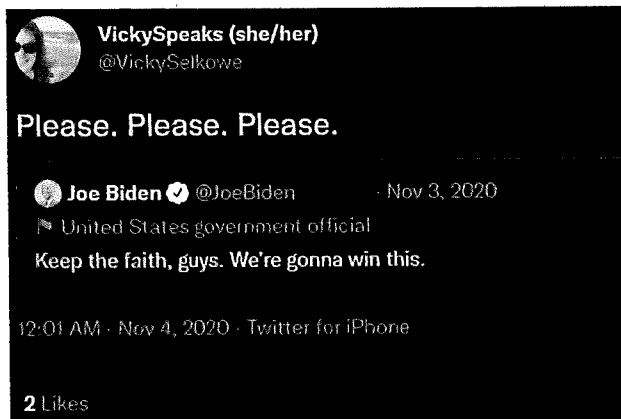 VickySpeaks (she/her)
@VickySelkowe
Please. Please. Please.
Joe Biden @JoeBiden · Nov 3, 2020
United States government official
Keep the faith, guys. We're gonna win this.
12:01 AM · Nov 4, 2020 · Twitter for iPhone
2 Likes